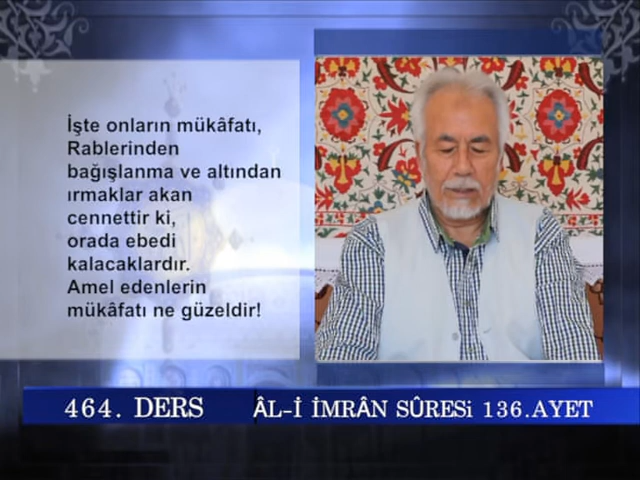 İşte onların mükâfatı,
Rablerinden
bağışlanma ve altından
ırmaklar akan
cennettir ki,
orada ebedi
kalacaklardır.
Amel edenlerin
mükâfatı ne güzeldir!
464. DERS
ÂL-İ İMRÂN SÛRESi 136.AYET